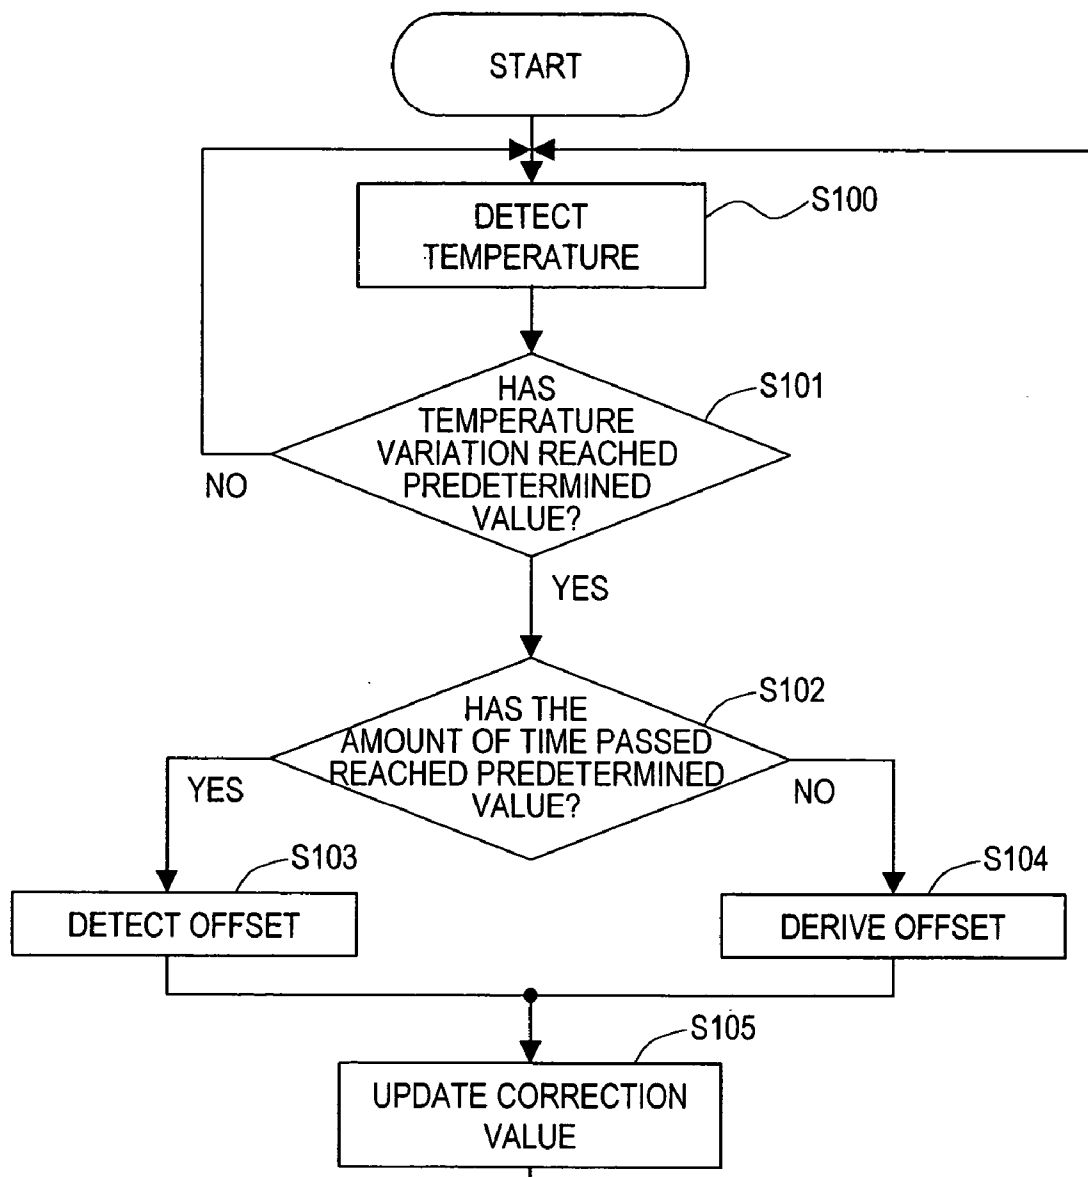 START
DETECT
TEMPERATURE
S100
HAS
TEMPERATURE
VARIATION REACHED
PREDETERMINED
VALUE?
S101
NO
YES
HAS THE
AMOUNT OF TIME PASSED
REACHED PREDETERMINED
VALUE?
S102
YES
NO
S103
DETECT OFFSET
S104
DERIVE OFFSET
S105
UPDATE CORRECTION
VALUE